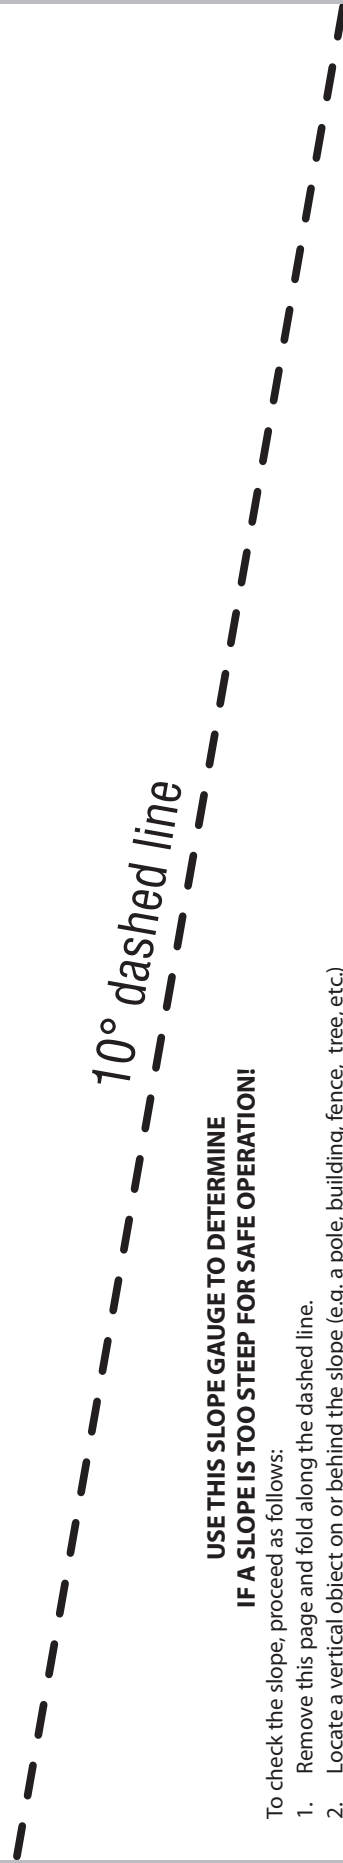 10° dashed line
USE THIS SLOPE GAUGE TO DETERMINE
IF A SLOPE IS TOO STEEP FOR SAFE OPERATION!
To check the slope, proceed as follows:
1. Remove this page and fold along the dashed line.
2. Locate a vertical object on or behind the slope (e.g. a pole, building, fence, tree, etc.)